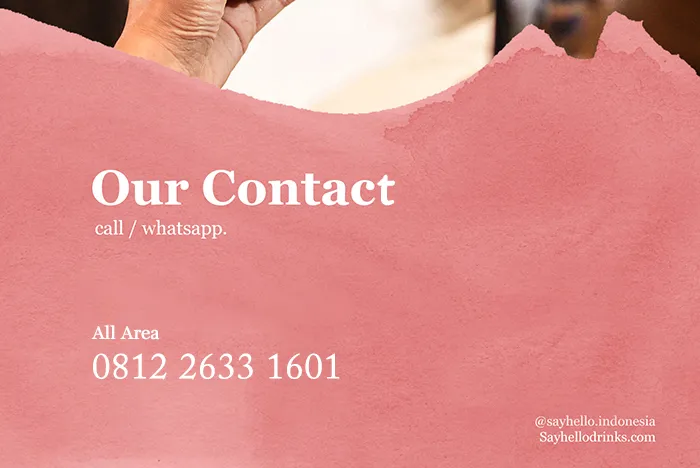 Our Contact
call / whatsapp.
All Area
0812 2633 1601
@sayhello.indonesia
Sayhellodrinks.com